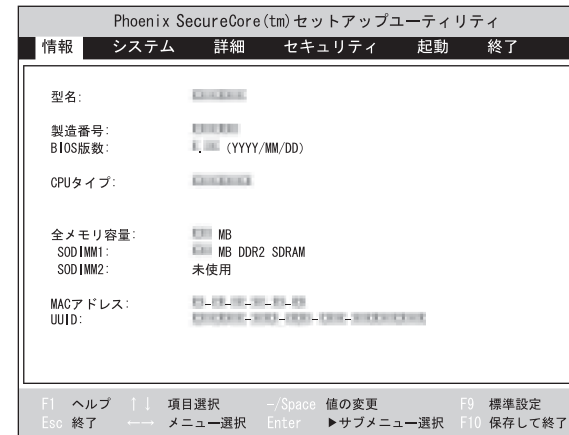 Phoenix SecureCore(tm)セットアップユーティリティ
情報 システム 詳細 セキュリティ 起動 終了
型名:
製造番号:
BIOS版数: (YYYY/MM/DD)
CPUタイプ:
全メモリ容量: MB
SODIMM1: MB DDR2 SDRAM
SODIMM2: 未使用
MACアドレス:
UUID:
F1 ヘルプ ↑↓ 項目選択 -/Space 値の変更 F9 標準設定
Esc 終了 ←→ メニュー選択 Enter ▶サブメニュー選択 F10 保存して終了